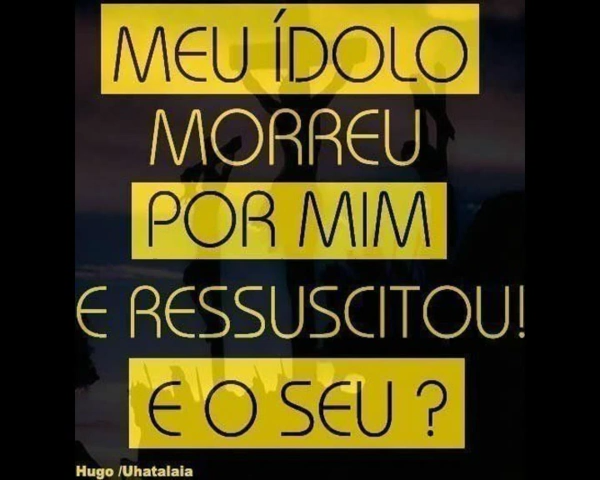 MEU ÍDOLO
MORREU
POR MIM
E RESSUSCITOU!
E O SEU ?
Hugo /Uhatalaia